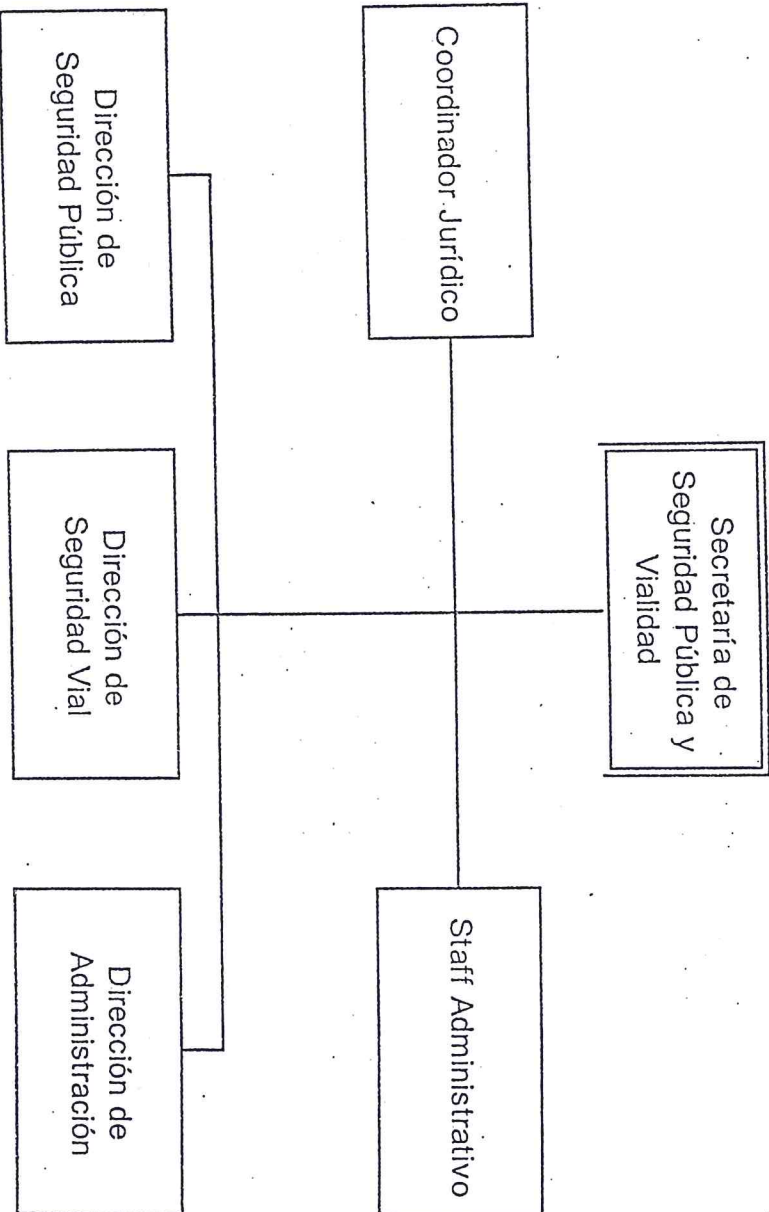 Secretaría de
Seguridad Pública y
Vialidad
Coordinador Jurídico
Staff Administrativo
Dirección de
Seguridad Pública
Dirección de
Seguridad Vial
Dirección de
Administración